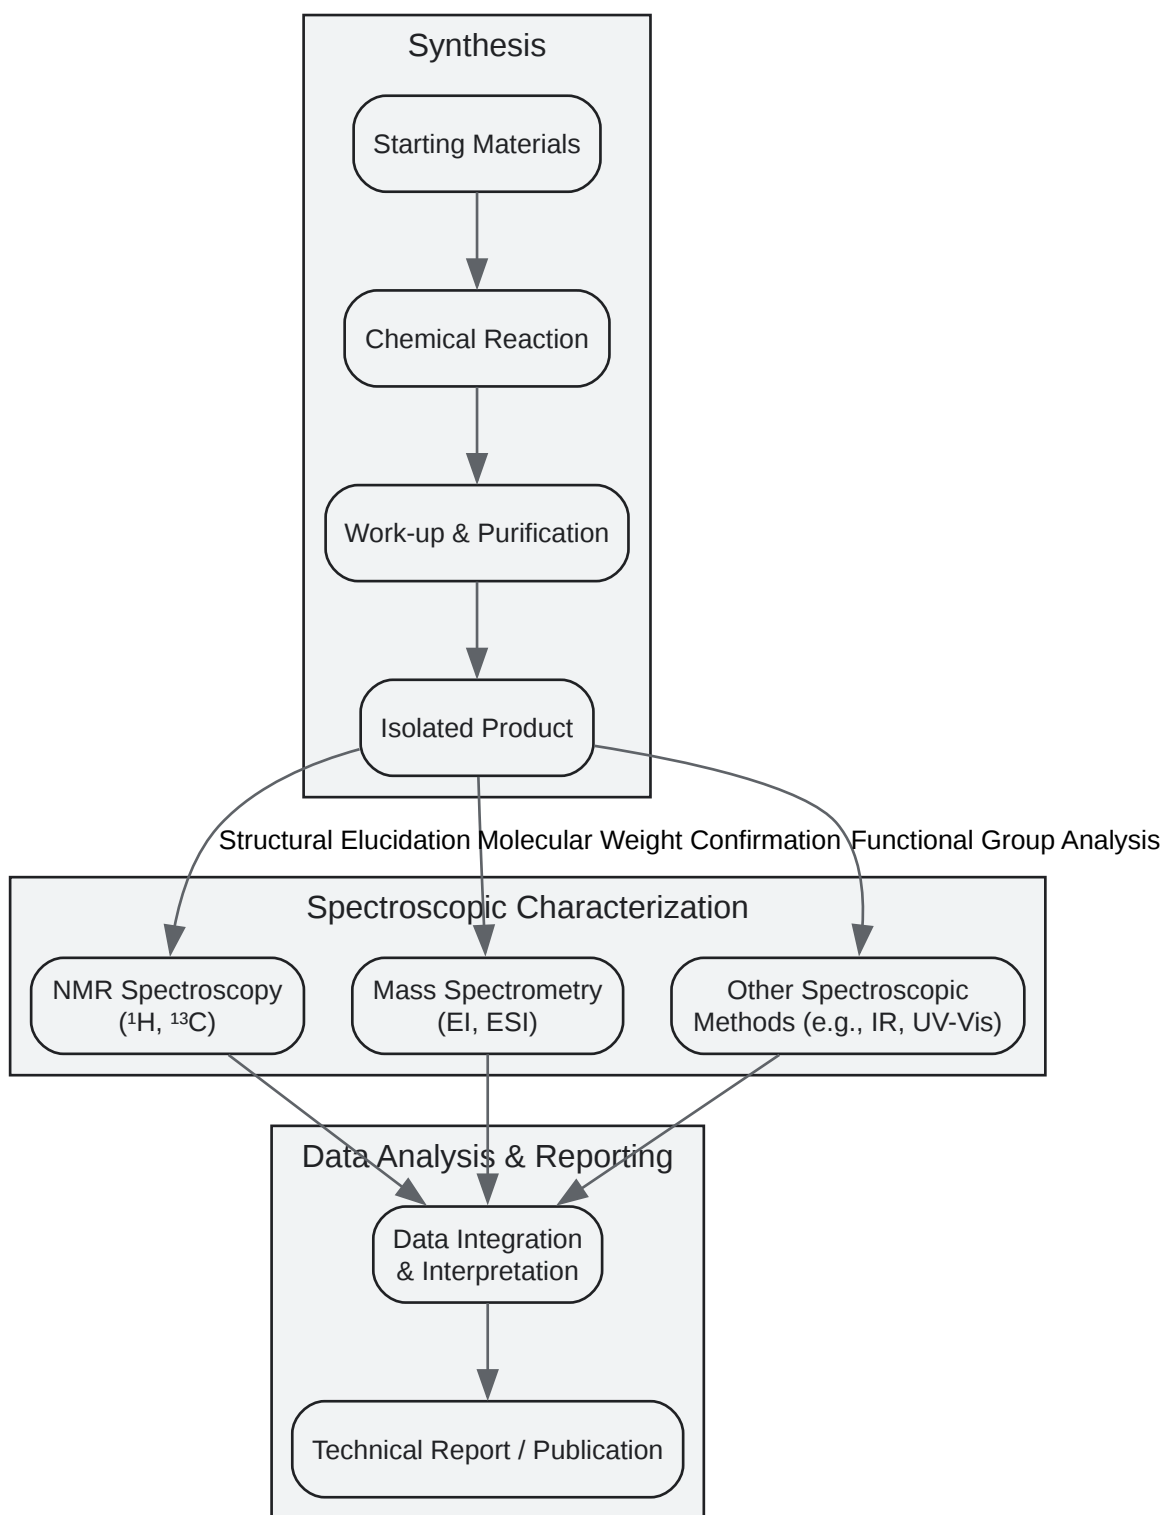 Synthesis
Starting Materials
Chemical Reaction
Work-up & Purification
Isolated Product
Structural Elucidation
Molecular Weight Confirmation
Functional Group Analysis
Spectroscopic Characterization
NMR Spectroscopy
(¹H, ¹³C)
Mass Spectrometry
(EI, ESI)
Other Spectroscopic
Methods (e.g., IR, UV-Vis)
Data Analysis & Reporting
Data Integration
& Interpretation
Technical Report / Publication